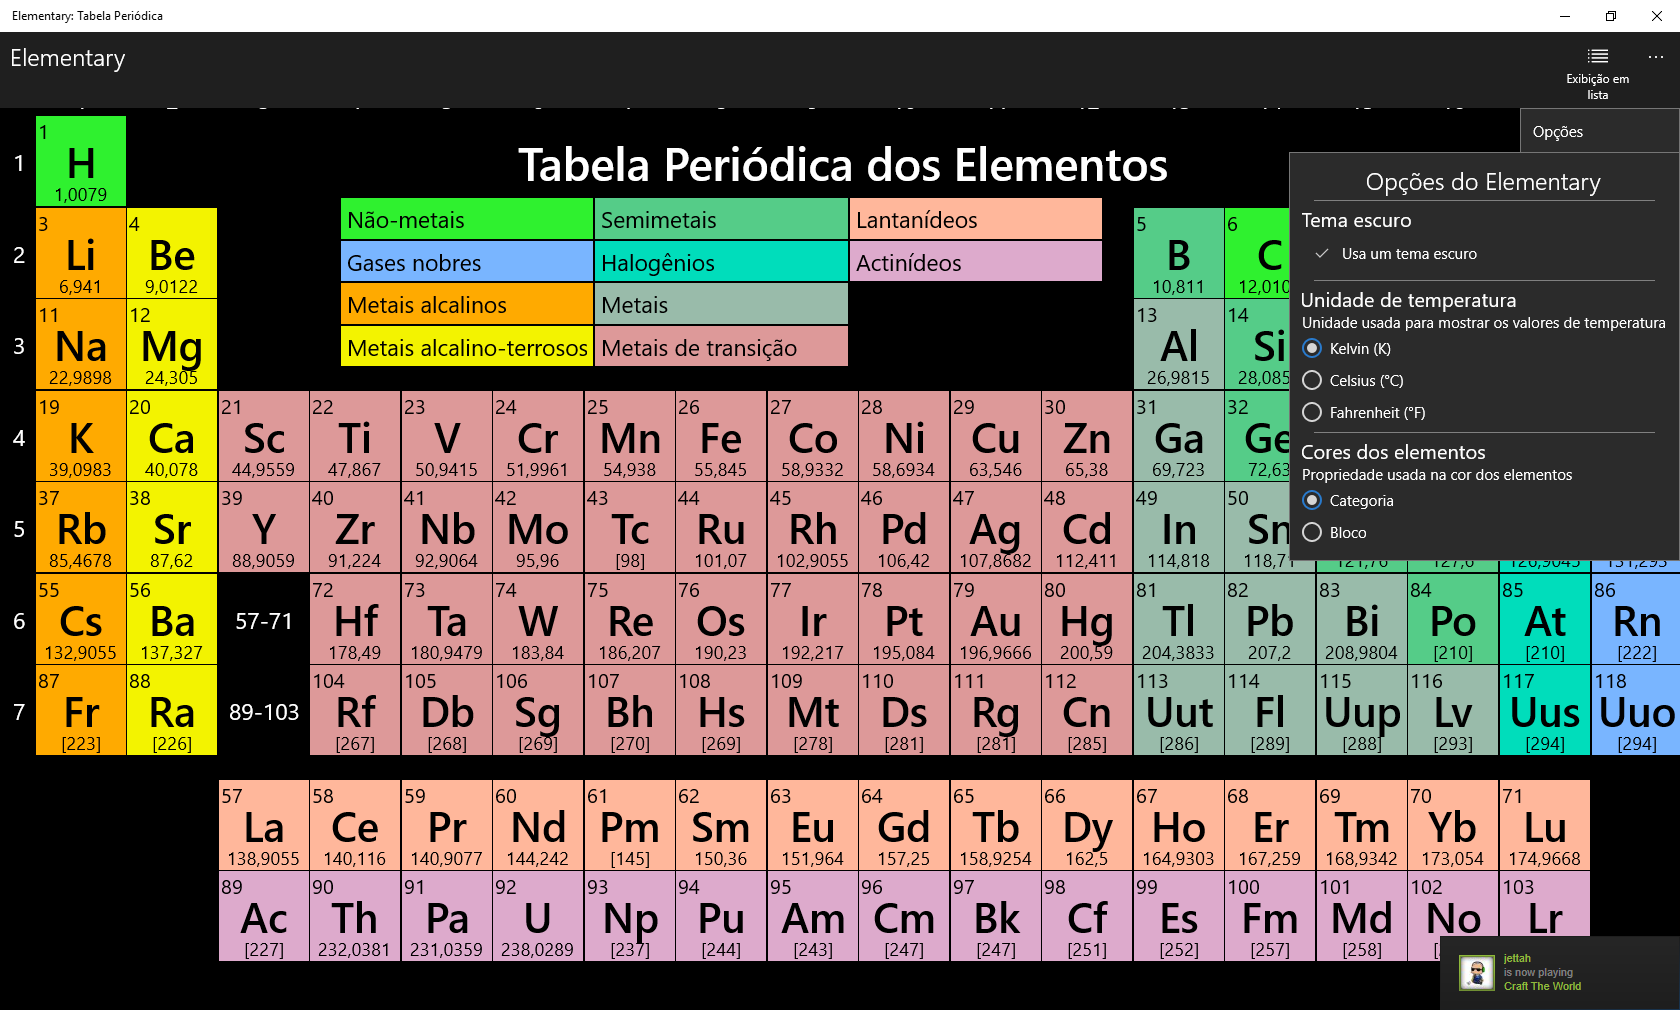 Elementary: Tabela Periódica
Elementary
Exibição em
lista
Opções
Opções do Elementary
Tema escuro
Usa um tema escuro
Unidade de temperatura
Unidade usada para mostrar os valores de temperatura
Kelvin (K)
Celsius (°C)
Fahrenheit (°F)
Cores dos elementos
Propriedade usada na cor dos elementos
Categoria
Bloco
Tabela Periódica dos Elementos
Não-metais Semimetais Lantanídeos
Gases nobres Halogênios Actinídeos
Metais alcalinos Metais
Metais alcalino-terrosos Metais de transição
1
1
H
1,0079
2
3 4 5 6
Li Be B C
6,941 9,0122 10,811 12,010
3
11 12 13 14
Na Mg Al Si
22,9898 24,305 26,9815 28,085
4
19 20 21 22 23 24 25 26 27 28 29 30 31 32
K Ca Sc Ti V Cr Mn Fe Co Ni Cu Zn Ga Ge
39,0983 40,078 44,9559 47,867 50,9415 51,9961 54,938 55,845 58,9332 58,6934 63,546 65,38 69,723 72,63
5
37 38 39 40 41 42 43 44 45 46 47 48 49 50
Rb Sr Y Zr Nb Mo Tc Ru Rh Pd Ag Cd In Sn
85,4678 87,62 88,9059 91,224 92,9064 95,96 [98] 101,07 102,9055 106,42 107,8682 112,411 114,818 118,71 121,76 127,6 126,9045 131,293
6
55 56 72 73 74 75 76 77 78 79 80 81 82 83 84 85 86
Cs Ba 57-71 Hf Ta W Re Os Ir Pt Au Hg Tl Pb Bi Po At Rn
132,9055 137,327 178,49 180,9479 183,84 186,207 190,23 192,217 195,084 196,9666 200,59 204,3833 207,2 208,9804 [210] [210] [222]
7
87 88 104 105 106 107 108 109 110 111 112 113 114 115 116 117 118
Fr Ra 89-103 Rf Db Sg Bh Hs Mt Ds Rg Cn Uut Fl Uup Lv Uus Uuo
[223] [226] [267] [268] [269] [270] [269] [278] [281] [281] [285] [286] [289] [288] [293] [294] [294]
57 58 59 60 61 62 63 64 65 66 67 68 69 70 71
La Ce Pr Nd Pm Sm Eu Gd Tb Dy Ho Er Tm Yb Lu
138,9055 140,116 140,9077 144,242 [145] 150,36 151,964 157,25 158,9254 162,5 164,9303 167,259 168,9342 173,054 174,9668
89 90 91 92 93 94 95 96 97 98 99 100 101 102 103
Ac Th Pa U Np Pu Am Cm Bk Cf Es Fm Md No Lr
[227] 232,0381 231,0359 238,0289 [237] [244] [243] [247] [247] [251] [252] [257] [258]
jettah
is now playing
Craft The World